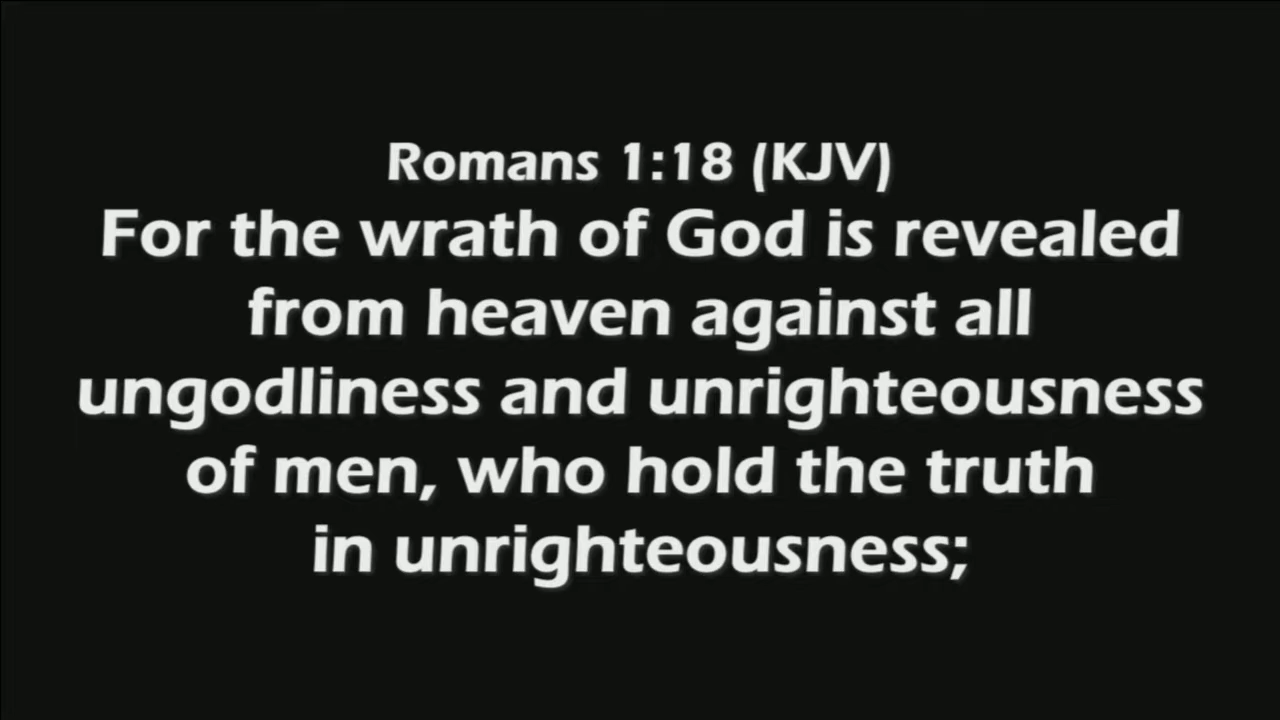 Romans 1:18 (KJV)
For the wrath of God is revealed
from heaven against all
ungodliness and unrighteousness
of men, who hold the truth
in unrighteousness;